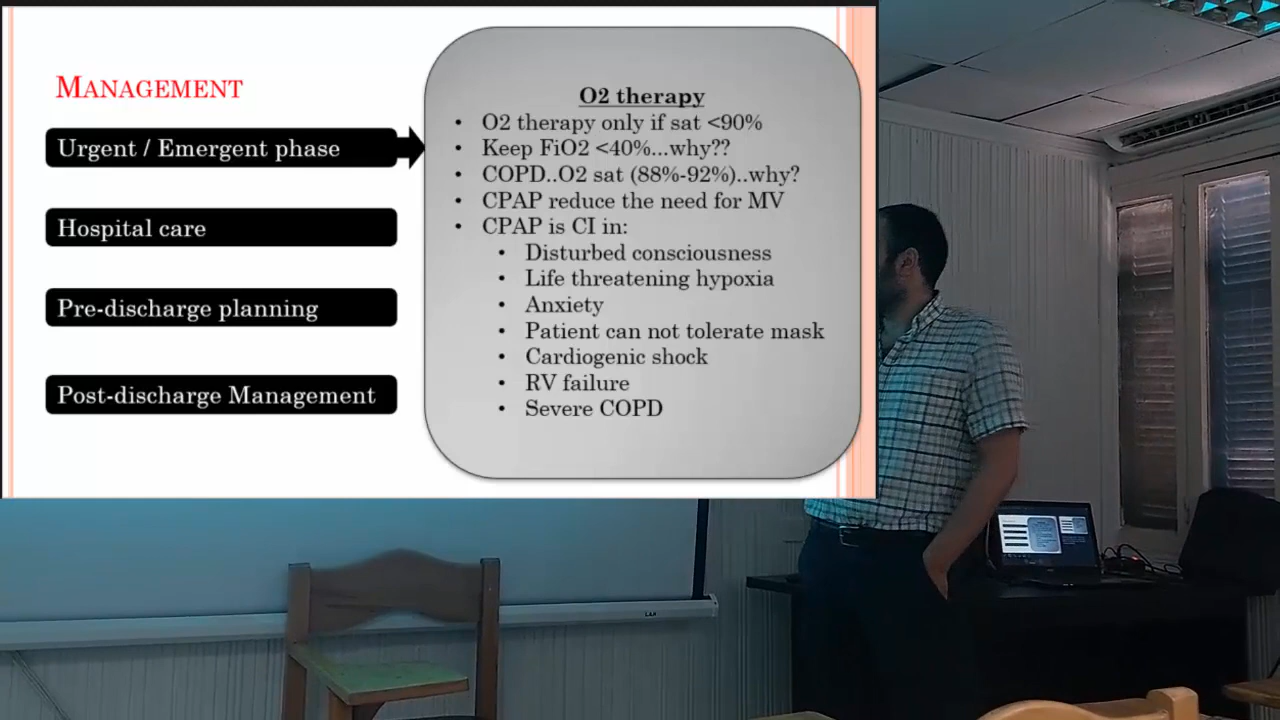 MANAGEMENT
Urgent / Emergent phase
Hospital care
Pre-discharge planning
Post-discharge Management
O2 therapy
• O2 therapy only if sat <90%
• Keep FiO2 <40%...why??
• COPD..O2 sat (88%-92%)..why?
• CPAP reduce the need for MV
• CPAP is CI in:
• Disturbed consciousness
• Life threatening hypoxia
• Anxiety
• Patient can not tolerate mask
• Cardiogenic shock
• RV failure
• Severe COPD